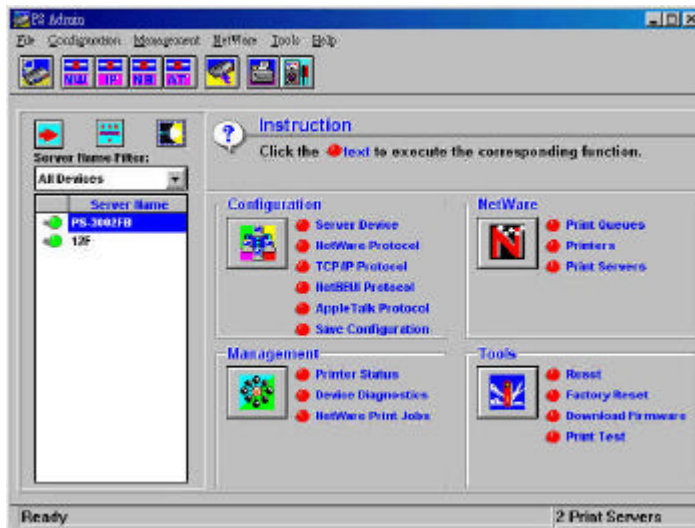 PS Admin
File Configuration Management NetWare Tools Help
NW IP NB AT
Server Name Filter:
All Devices
Server Name
PS-3002FB
12F
Instruction
Click the text to execute the corresponding function.
Configuration
Server Device
NetWare Protocol
TCP/IP Protocol
NetBEUI Protocol
AppleTalk Protocol
Save Configuration
NetWare
N
Print Queues
Printers
Print Servers
Management
Printer Status
Device Diagnostics
NetWare Print Jobs
Tools
Reset
Factory Reset
Download Firmware
Print Test
Ready
2 Print Servers